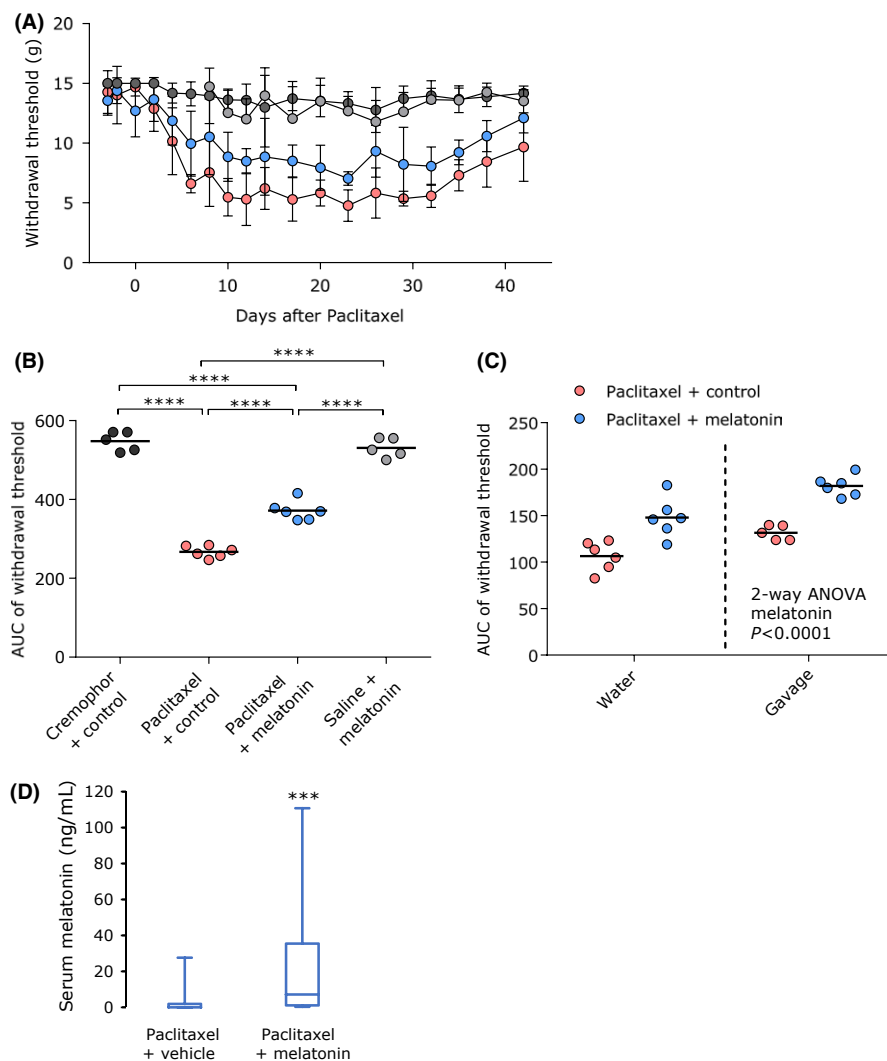 (A)
20
15
10
5
0
Withdrawal threshold (g)
0
10
20
30
40
Days after Paclitaxel
(B)
****
****
****
****
****
600
400
200
0
AUC of withdrawal threshold
Cremophor
+ control
Paclitaxel
+ control
Paclitaxel
+ melatonin
Saline +
melatonin
(C)
Paclitaxel + control
Paclitaxel + melatonin
250
200
150
100
50
0
AUC of withdrawal threshold
2-way ANOVA
melatonin
P<0.0001
Water
Gavage
(D)
***
120
100
80
60
40
20
0
Serum melatonin (ng/mL)
Paclitaxel
+ vehicle
Paclitaxel
+ melatonin